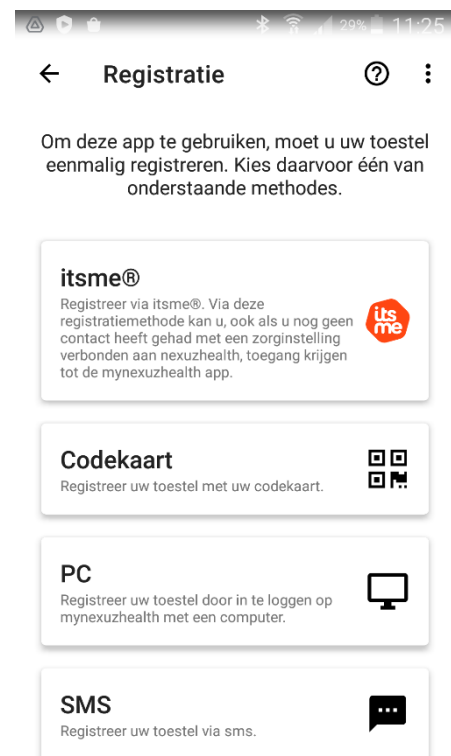 29% 11:25
Registratie
Om deze app te gebruiken, moet u uw toestel
eenmalig registreren. Kies daarvoor één van
onderstaande methodes.
itsme®
Registreer via itsme®. Via deze
registratiemethode kan u, ook als u nog geen
contact heeft gehad met een zorginstelling
verbonden aan nexuzhealth, toegang krijgen
tot de mynexuzhealth app.
its
me
Codekaart
Registreer uw toestel met uw codekaart.
PC
Registreer uw toestel door in te loggen op
mynexuzhealth met een computer.
SMS
Registreer uw toestel via sms.